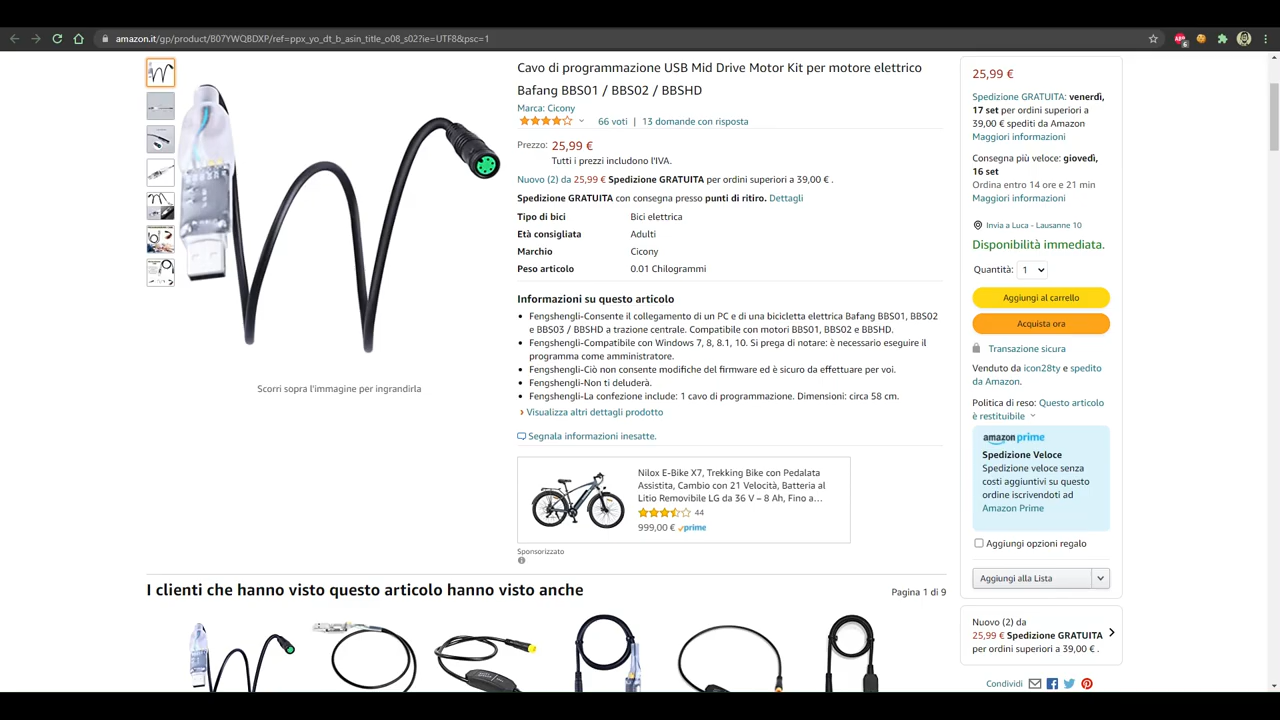 amazon.it/gp/product/B07YWQBDXP/ref=ppx_yo_dt_b_asin_title_o08_s02?ie=UTF8&psc=1
Cavo di programmazione USB Mid Drive Motor Kit per motore elettrico
Bafang BBS01 / BBS02 / BBSHD
Marca: Cicony
66 voti | 13 domande con risposta
Prezzo: 25,99 €
Tutti i prezzi includono l'IVA.
Nuovo (2) da 25,99 € Spedizione GRATUITA per ordini superiori a 39,00 € .
Spedizione GRATUITA con consegna presso punti di ritiro. Dettagli
Tipo di bici Bici elettrica
Età consigliata Adulti
Marchio Cicony
Peso articolo 0.01 Chilogrammi
Informazioni su questo articolo
• Fengshengli-Consente il collegamento di un PC e di una bicicletta elettrica Bafang BBS01, BBS02
e BBS03 / BBSHD a trazione centrale. Compatibile con motori BBS01, BBS02 e BBSHD.
• Fengshengli-Compatibile con Windows 7, 8, 8.1, 10. Si prega di notare: è necessario eseguire il
programma come amministratore.
• Fengshengli-Ciò non consente modifiche del firmware ed è sicuro da effettuare per voi.
• Fengshengli-Non ti deluderà.
• Fengshengli-La confezione include: 1 cavo di programmazione. Dimensioni: circa 58 cm.
› Visualizza altri dettagli prodotto
Segnala informazioni inesatte.
Scorri sopra l'immagine per ingrandirla
Nilox E-Bike X7, Trekking Bike con Pedalata
Assistita, Cambio con 21 Velocità, Batteria al
Litio Removibile LG da 36 V – 8 Ah, Fino a…
44
999,00 € prime
Sponsorizzato
I clienti che hanno visto questo articolo hanno visto anche
Pagina 1 di 9
25,99 €
Spedizione GRATUITA: venerdì,
17 set per ordini superiori a
39,00 € spediti da Amazon
Maggiori informazioni
Consegna più veloce: giovedì,
16 set
Ordina entro 14 ore e 21 min
Maggiori informazioni
Invia a Luca - Lausanne 10
Disponibilità immediata.
Quantità: 1
Aggiungi al carrello
Acquista ora
Transazione sicura
Venduto da icon28ty e spedito
da Amazon.
Politica di reso: Questo articolo
è restituibile
amazon prime
Spedizione Veloce
Spedizione veloce senza
costi aggiuntivi su questo
ordine iscrivendoti ad
Amazon Prime
Aggiungi opzioni regalo
Aggiungi alla Lista
Nuovo (2) da
25,99 € Spedizione GRATUITA
per ordini superiori a 39,00 € .
Condividi